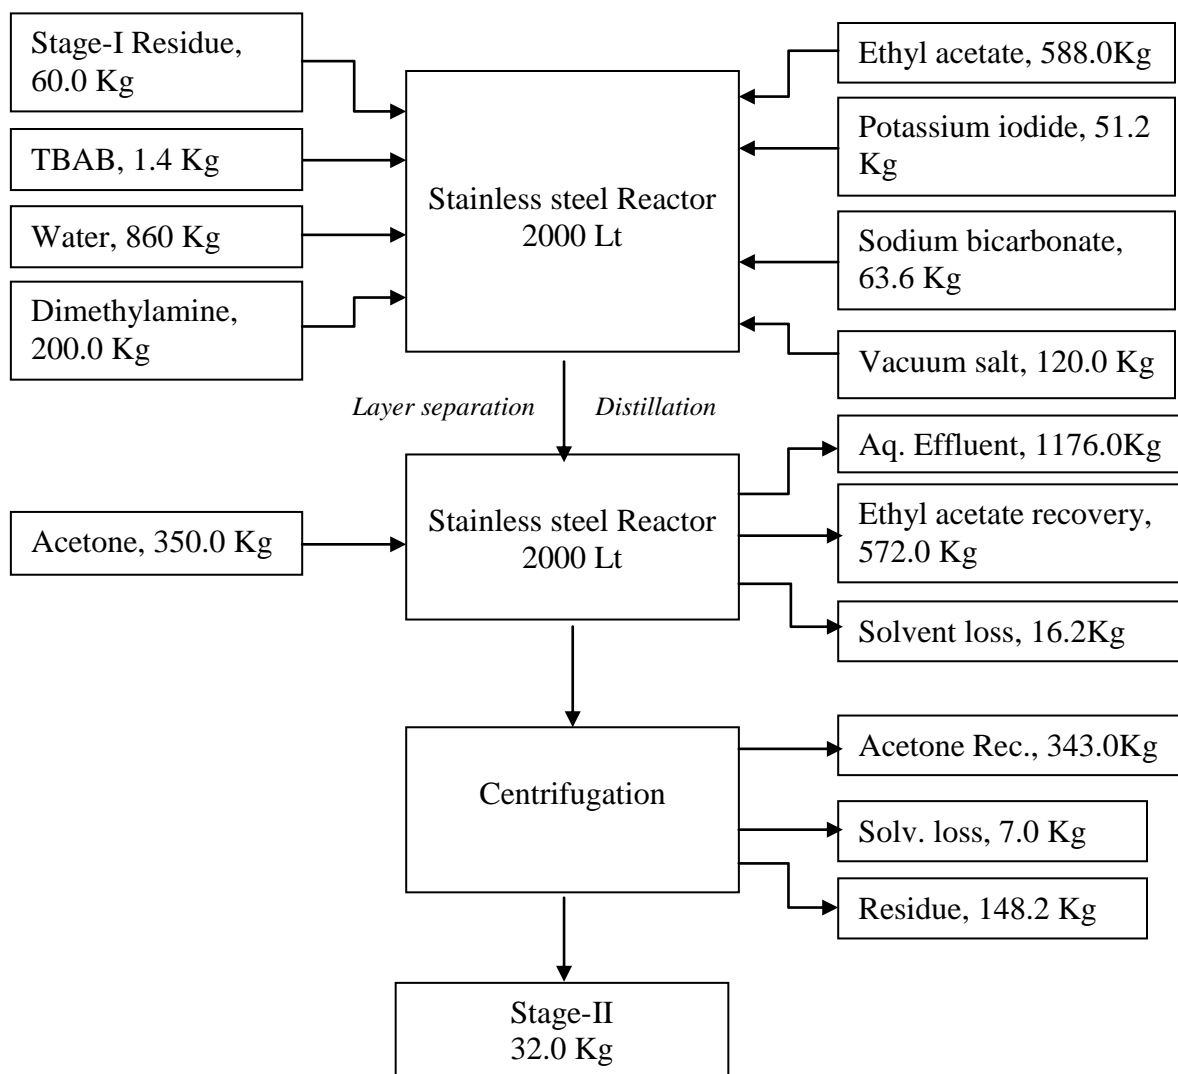 Stage-I Residue,
60.0 Kg
TBAB, 1.4 Kg
Water, 860 Kg
Dimethylamine,
200.0 Kg
Stainless steel Reactor
2000 Lt
Ethyl acetate, 588.0Kg
Potassium iodide, 51.2
Kg
Sodium bicarbonate,
63.6 Kg
Vacuum salt, 120.0 Kg
Layer separation
Distillation
Acetone, 350.0 Kg
Stainless steel Reactor
2000 Lt
Aq. Effluent, 1176.0Kg
Ethyl acetate recovery,
572.0 Kg
Solvent loss, 16.2Kg
Centrifugation
Acetone Rec., 343.0Kg
Solv. loss, 7.0 Kg
Residue, 148.2 Kg
Stage-II
32.0 Kg